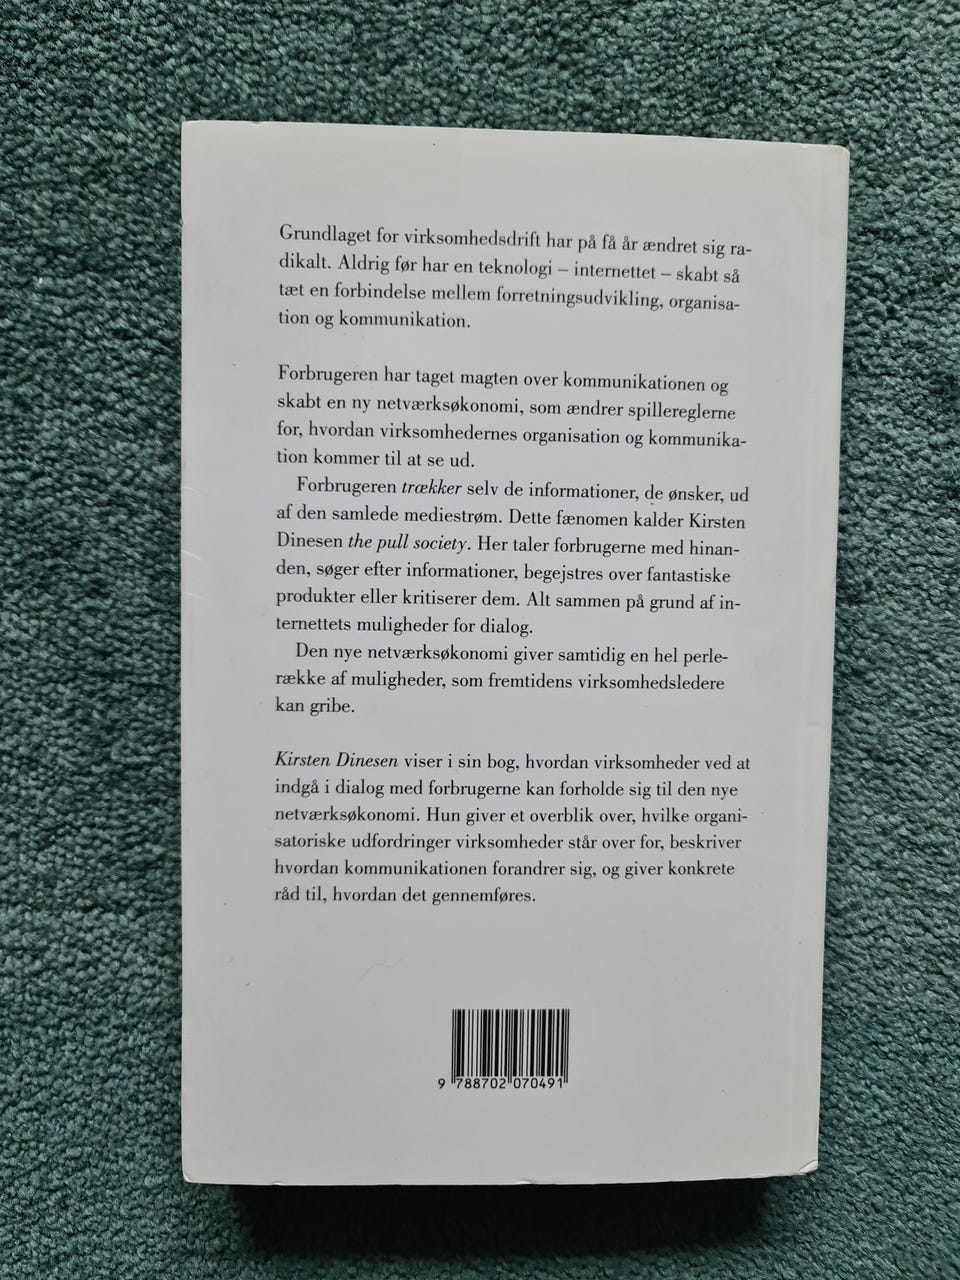 Grundlaget for virksomhedsdrift har på få år ændret sig ra-
dikalt. Aldrig før har en teknologi – internettet – skabt så
tæt en forbindelse mellem forretningsudvikling, organisa-
tion og kommunikation.
Forbrugeren har taget magten over kommunikationen og
skabt en ny netværksøkonomi, som ændrer spillereglerne
for, hvordan virksomhedernes organisation og kommunika-
tion kommer til at se ud.
Forbrugeren trækker selv de informationer, de ønsker, ud
af den samlede mediestrøm. Dette fænomen kalder Kirsten
Dinesen the pull society. Her taler forbrugerne med hinan-
den, søger efter informationer, begejstres over fantastiske
produkter eller kritiserer dem. Alt sammen på grund af in-
ternettets muligheder for dialog.
Den nye netværksøkonomi giver samtidig en hel perle-
række af muligheder, som fremtidens virksomhedsledere
kan gribe.
Kirsten Dinesen viser i sin bog, hvordan virksomheder ved at
indgå i dialog med forbrugerne kan forholde sig til den nye
netværksøkonomi. Hun giver et overblik over, hvilke organi-
satoriske udfordringer virksomheder står over for, beskriver
hvordan kommunikationen forandrer sig, og giver konkrete
råd til, hvordan det gennemføres.
9 788702 070491